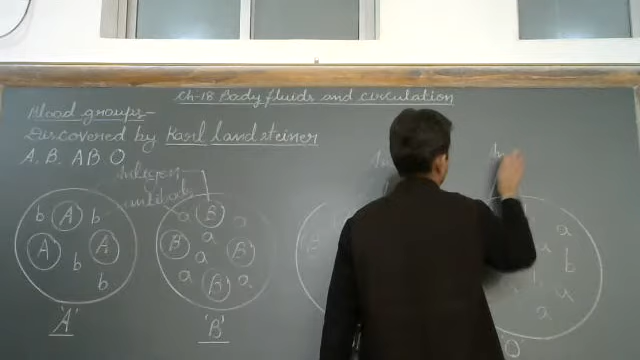 Ch-18 Body fluids and circulation
Blood groups-
Discovered by Karl landsteiner
A, B, AB O
Antigen
antibody
b A b
A A
b
b
'A'
a B a
B a B
a
a B a
'B'
a
b
a
a
'O'